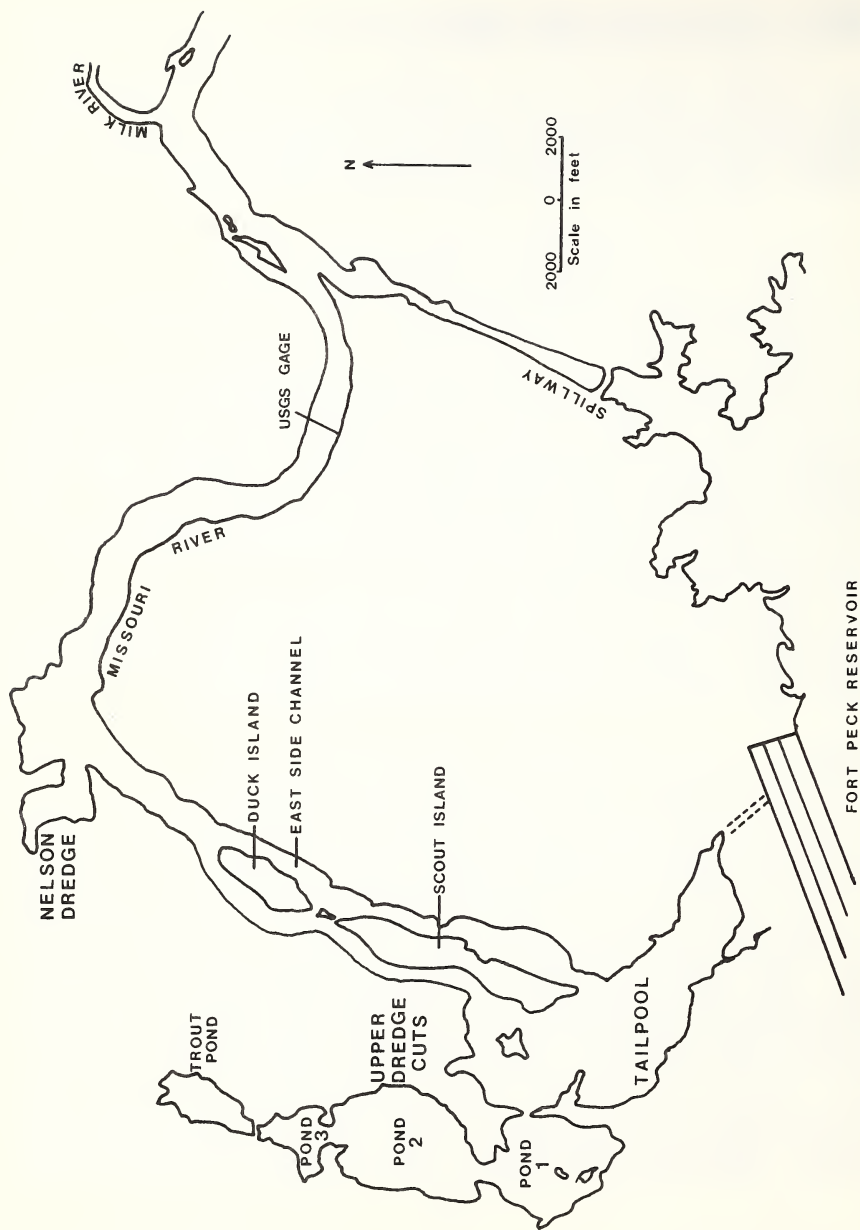 MILK RIVER
N
2000 0 2000
Scale in feet
USGS GAGE
SPILLWAY
MISSOURI
RIVER
NELSON
DREDGE
DUCK ISLAND
EAST SIDE CHANNEL
SCOUT ISLAND
TROUT
POND
UPPER
DREDGE
CUTS
POND
3
POND
2
POND
1
TAILPOOL
FORT PECK RESERVOIR